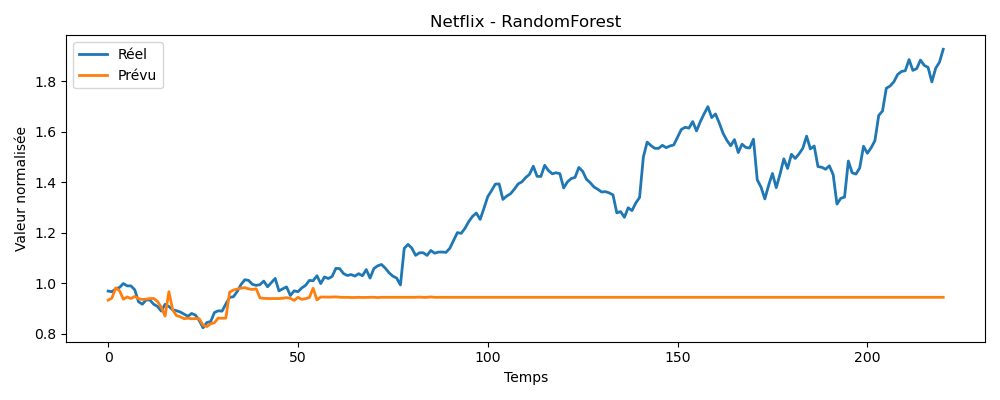 Netflix - RandomForest
Réel
Prévu
Valeur normalisée
1.8
1.6
1.4
1.2
1.0
0.8
0 50 100 150 200
Temps